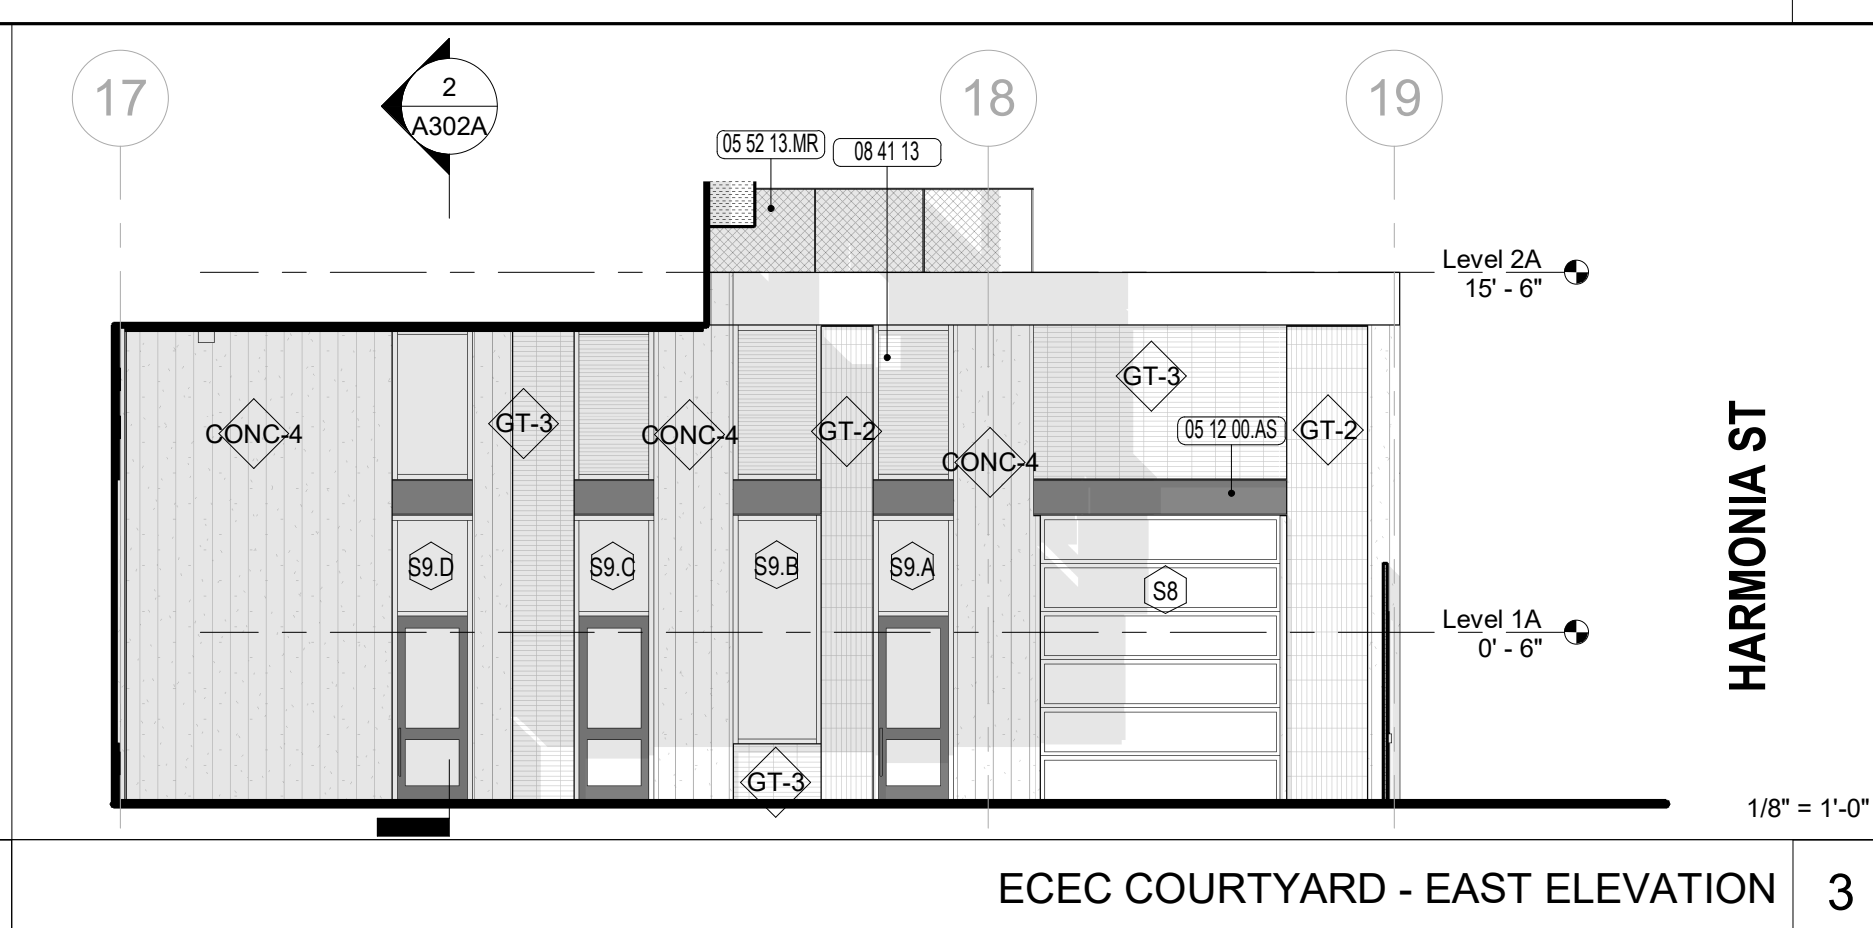 17
2
A302A
18
19
05 52 13.MR
08 41 13
Level 2A
15' - 6"
GT-3
CONC-4
GT-3
CONC-4
GT-2
CONC-4
05 12 00.AS
GT-2
S9.D
S9.C
S9.B
S9.A
S8
Level 1A
0' - 6"
HARMONIA ST
GT-3
1/8" = 1'-0"
ECEC COURTYARD - EAST ELEVATION
3